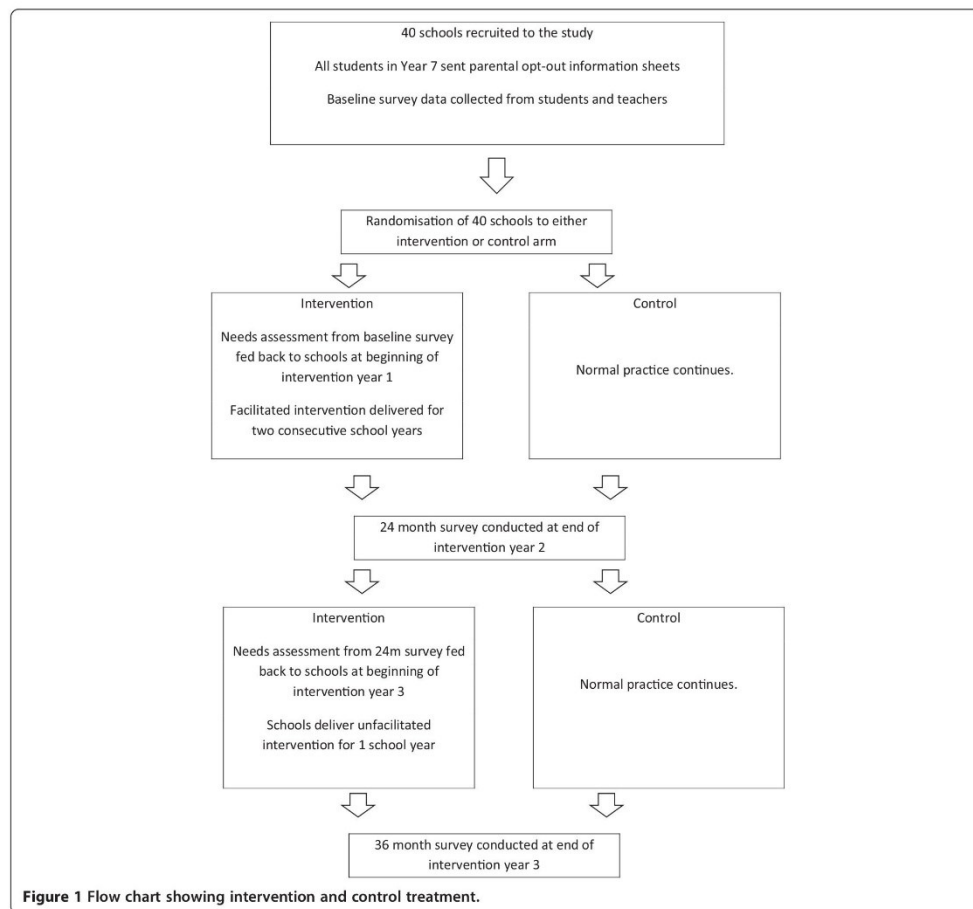 40 schools recruited to the study
All students in Year 7 sent parental opt-out information sheets
Baseline survey data collected from students and teachers
Randomisation of 40 schools to either
intervention or control arm
Intervention
Needs assessment from baseline survey
fed back to schools at beginning of
intervention year 1
Facilitated intervention delivered for
two consecutive school years
Control
Normal practice continues.
24 month survey conducted at end of
intervention year 2
Intervention
Needs assessment from 24m survey fed
back to schools at beginning of
intervention year 3
Schools deliver unfacilitated
intervention for 1 school year
Control
Normal practice continues.
36 month survey conducted at end of
intervention year 3
Figure 1 Flow chart showing intervention and control treatment.